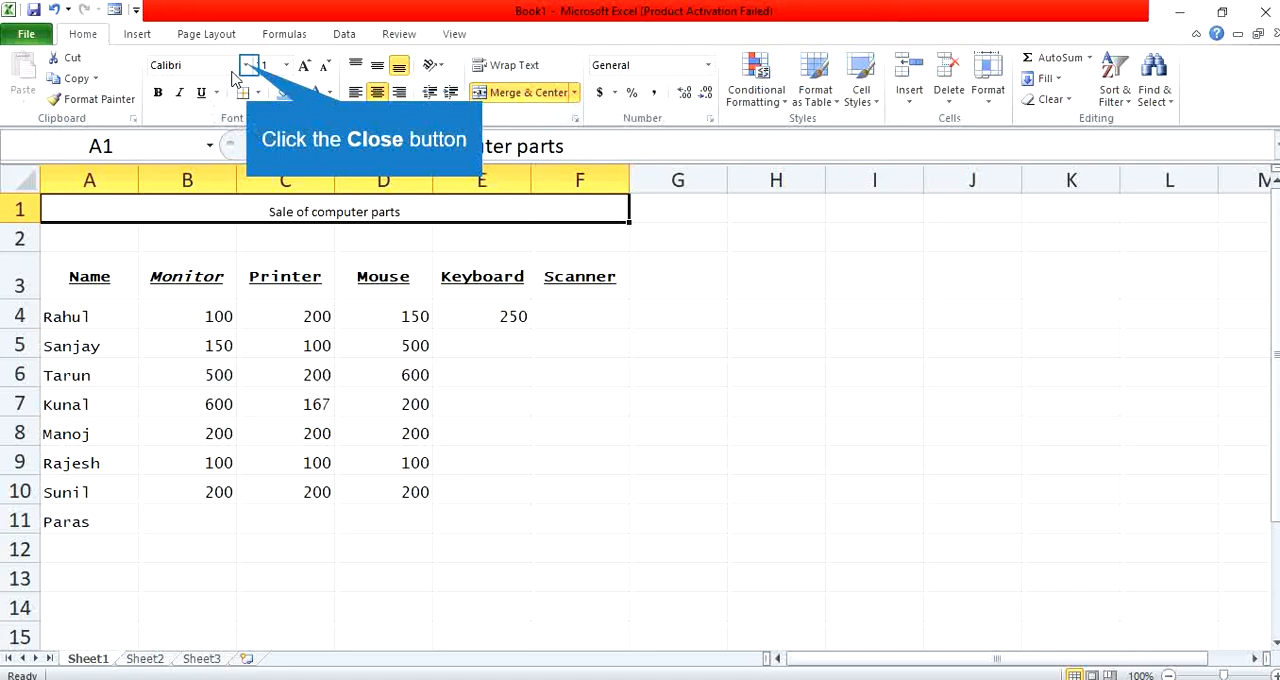 Book1 - Microsoft Excel (Product Activation Failed)
File Home Insert Page Layout Formulas Data Review View
Paste
Cut
Copy
Format Painter
Clipboard
Calibri
B I U
Font
Wrap Text
Merge & Center
General
$ % ,
Number
Conditional Formatting
Format as Table
Cell Styles
Styles
Insert
Delete
Format
Cells
Σ AutoSum
Fill
Clear
Sort & Filter
Find & Select
Editing
Click the Close button
A1
ter parts
A B C D E F G H I J K L M
1 Sale of computer parts
2
3 Name Monitor Printer Mouse Keyboard Scanner
4 Rahul 100 200 150 250
5 Sanjay 150 100 500
6 Tarun 500 200 600
7 Kunal 600 167 200
8 Manoj 200 200 200
9 Rajesh 100 100 100
10 Sunil 200 200 200
11 Paras
12
13
14
15
Sheet1 Sheet2 Sheet3
Ready 100%